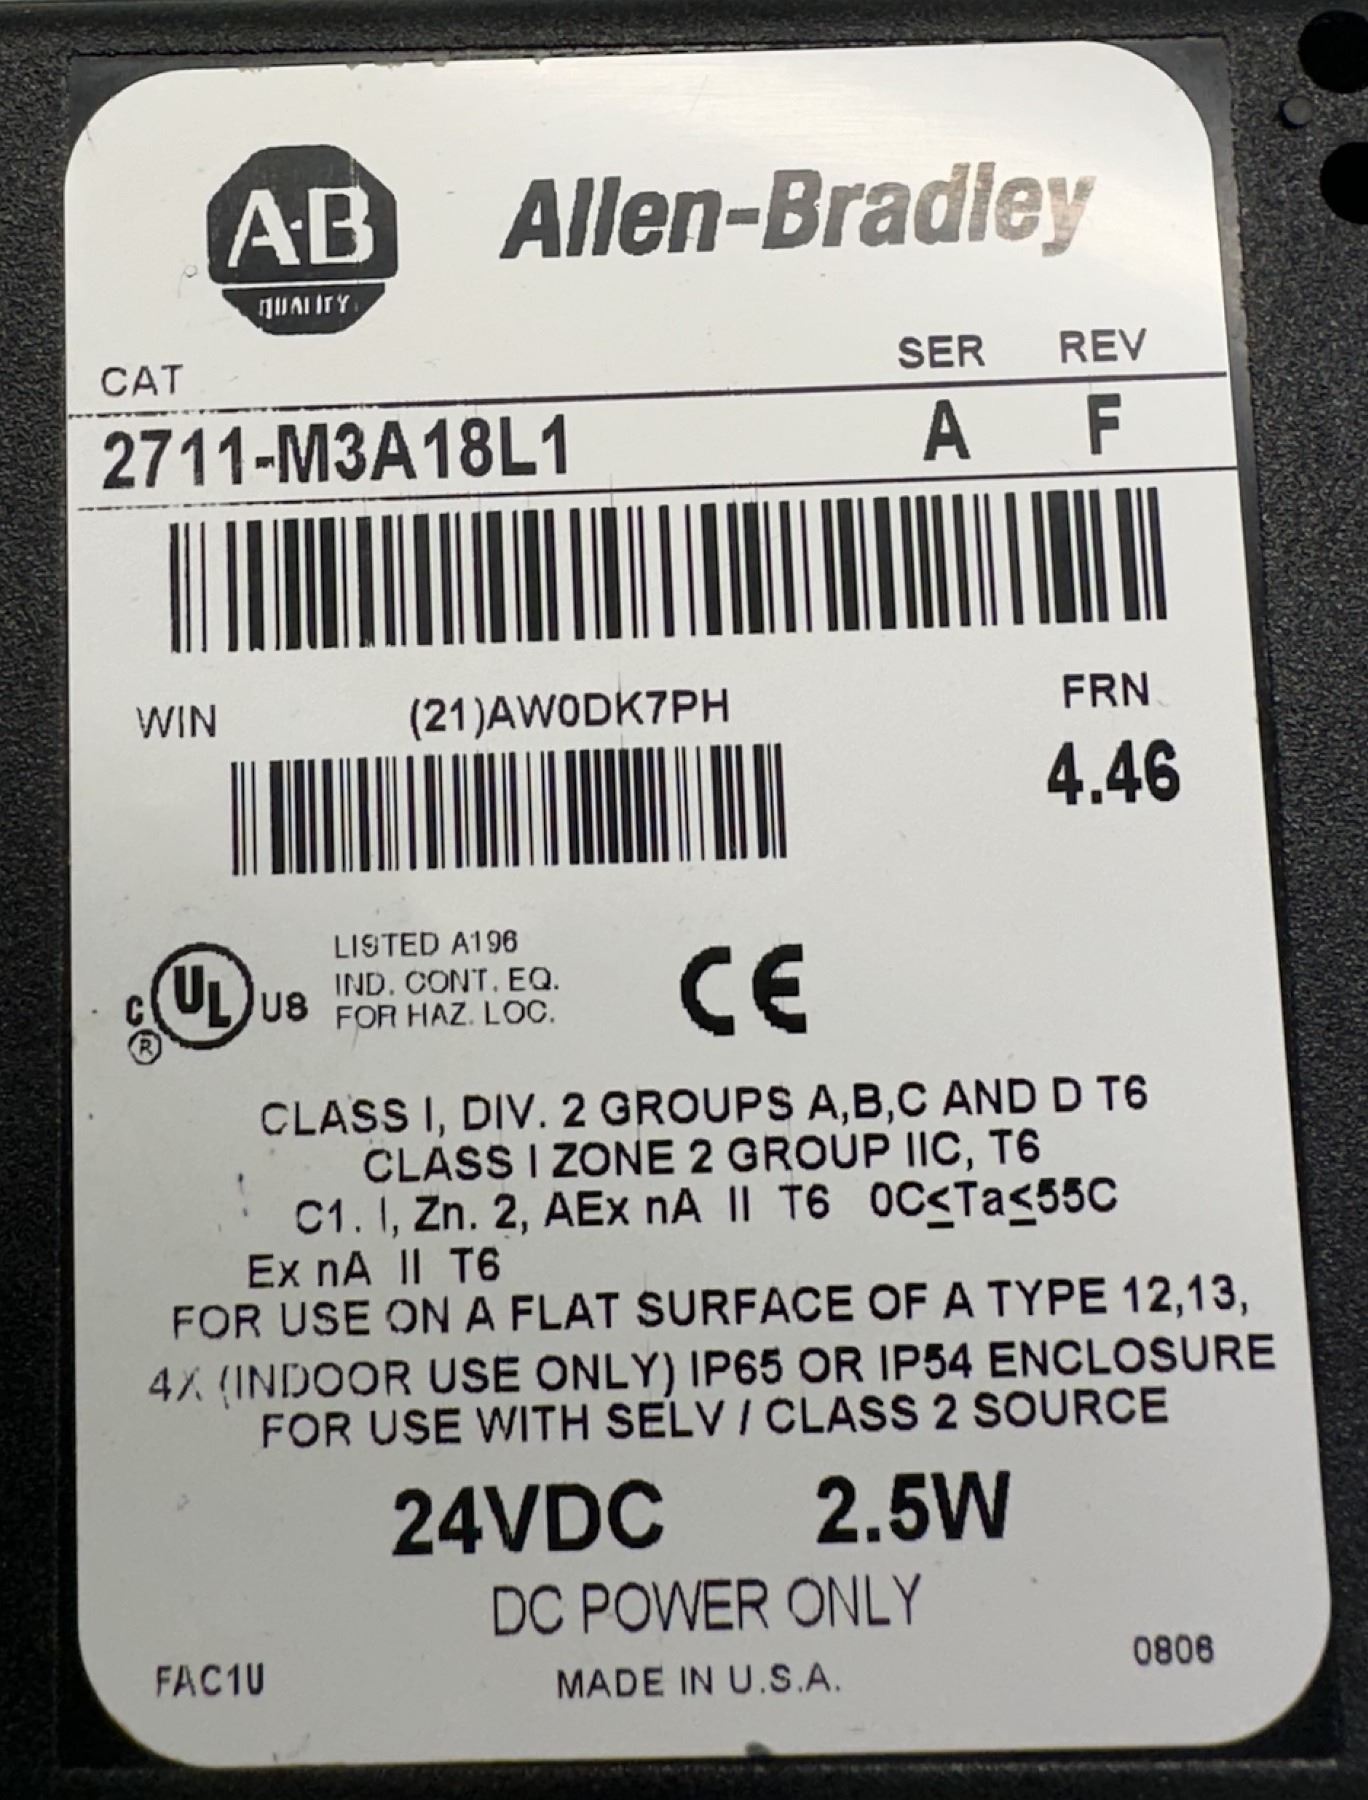 A-B
QUALITY
Allen-Bradley
CAT SER REV
2711-M3A18L1 A F
WIN (21)AW0DK7PH FRN
4.46
C UL US LISTED A196
IND. CONT. EQ.
® FOR HAZ. LOC.
CE
CLASS I, DIV. 2 GROUPS A,B,C AND D T6
CLASS I ZONE 2 GROUP IIC, T6
C1. I, Zn. 2, AEx nA II T6 0C≤Ta≤55C
Ex nA II T6
FOR USE ON A FLAT SURFACE OF A TYPE 12,13,
4X (INDOOR USE ONLY) IP65 OR IP54 ENCLOSURE
FOR USE WITH SELV / CLASS 2 SOURCE
24VDC 2.5W
DC POWER ONLY
FAC1U MADE IN U.S.A. 0806